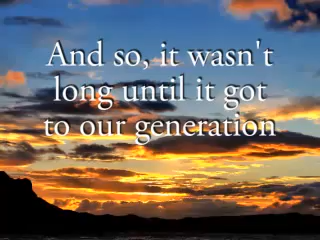 And so, it wasn't
long until it got
to our generation